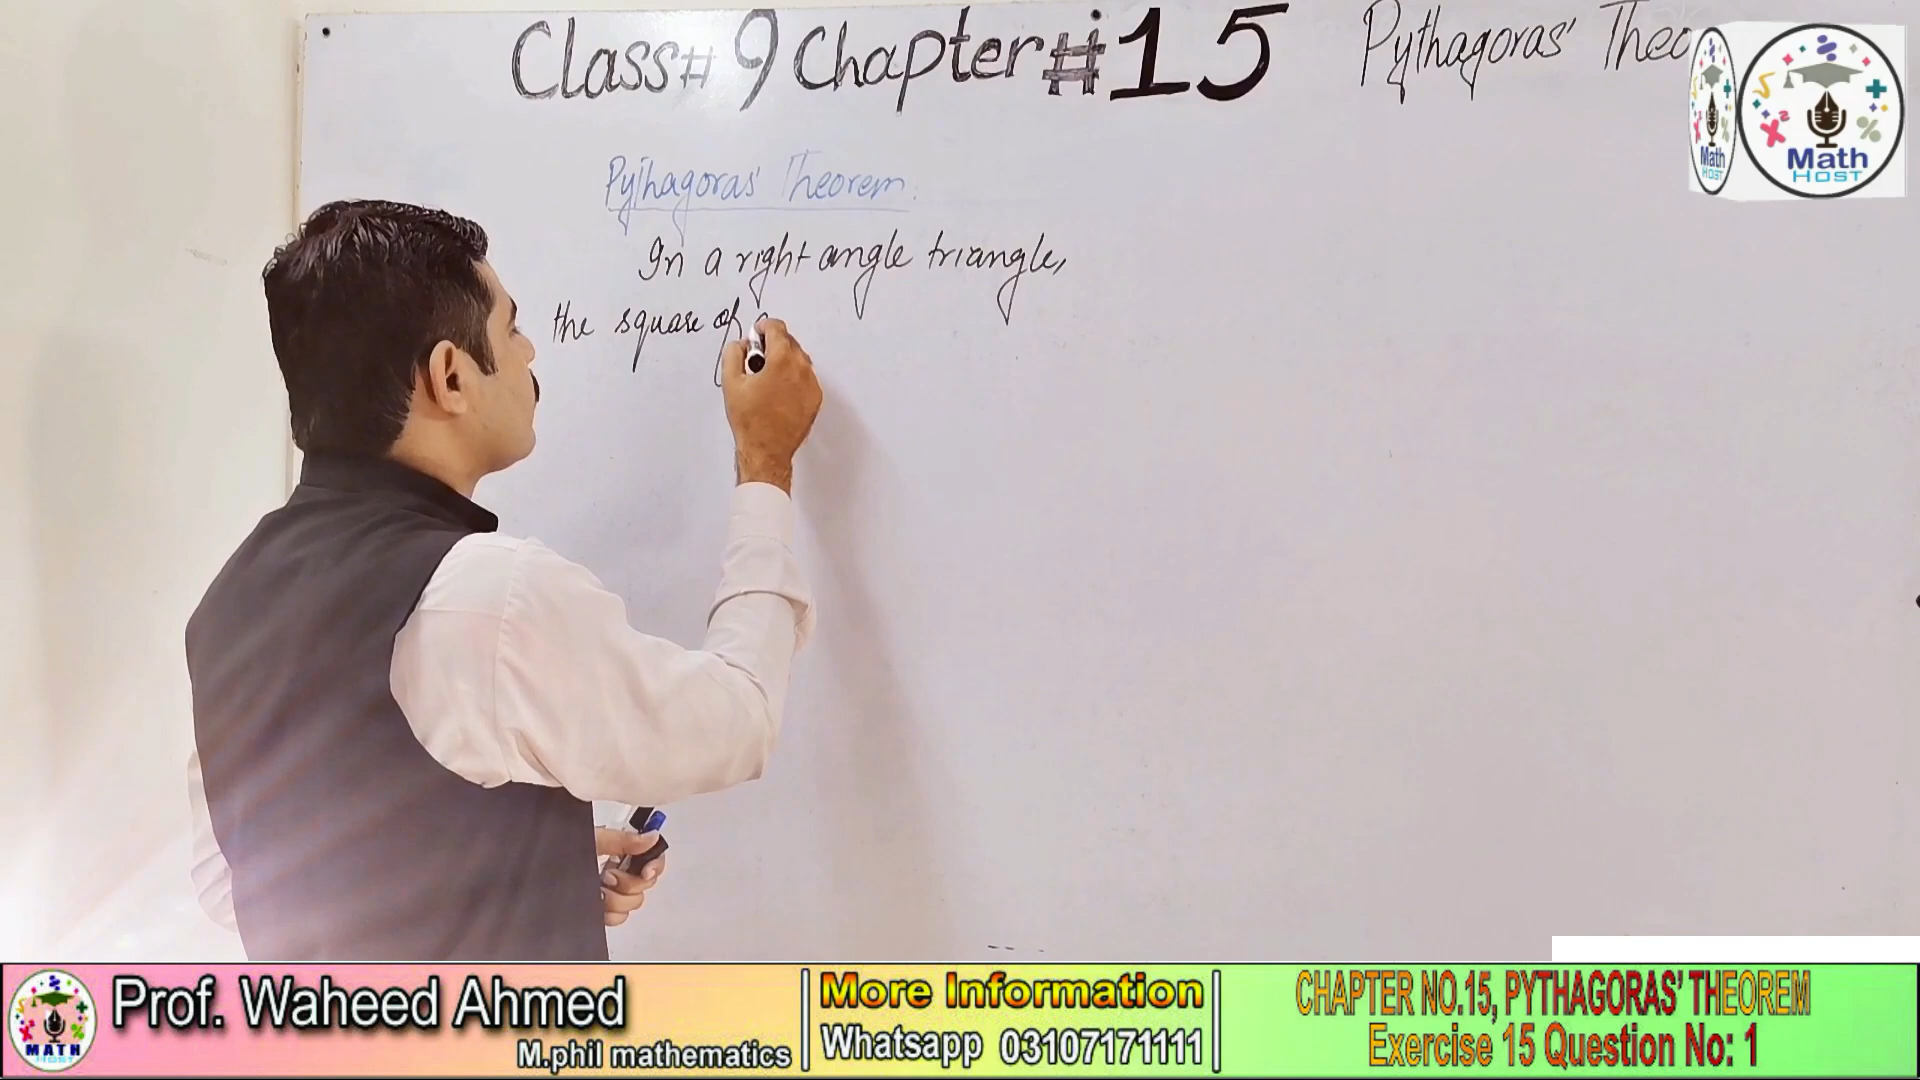 Class# 9 Chapter #15 Pythagoras' Theo
Pythagoras' Theorem:
In a right angle triangle,
the square of
Math
HOST
Math
HOST
MATH
HOST
Prof. Waheed Ahmed
M.phil mathematics
More Information
Whatsapp 03107171111
CHAPTER NO.15, PYTHAGORAS' THEOREM
Exercise 15 Question No: 1